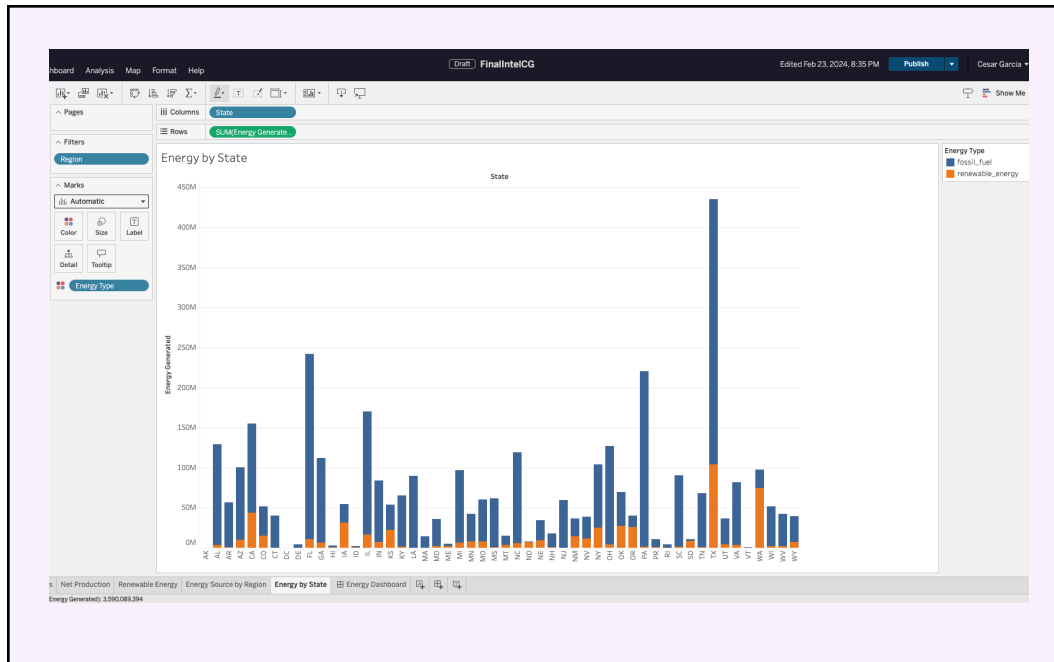 hboard Analysis Map Format Help
Draft FinalIntelCG
Edited Feb 23, 2024, 8:35 PM
Publish
Cesar Garcia
Show Me
Pages
Columns
State
Rows
SUM(Energy Generate...
Filters
Region
Marks
Automatic
Color Size Label
Detail Tooltip
Energy Type
Energy by State
State
Energy Generated
450M
400M
350M
300M
250M
200M
150M
100M
50M
0M
AK AL AR AZ CA CO CT DC DE FL GA HI IA ID IL IN KS KY LA MA MD ME MI MN MO MS MT NC ND NE NH NJ NM NV NY OH OK OR PA PR RI SC SD TN TX UT VA VT WA WI WV WY
Energy Type
fossil_fuel
renewable_energy
s Net Production Renewable Energy Energy Source by Region Energy by State Energy Dashboard
Energy Generated): 3,590,089,394